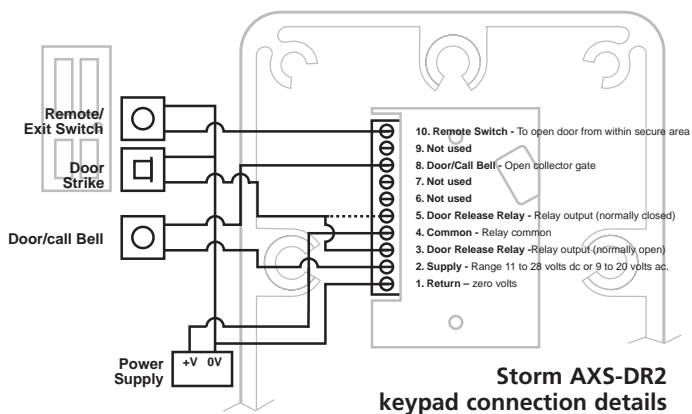 Remote/
Exit Switch
Door
Strike
Door/call Bell
10. Remote Switch - To open door from within secure area
9. Not used
8. Door/Call Bell - Open collector gate
7. Not used
6. Not used
5. Door Release Relay - Relay output (normally closed)
4. Common - Relay common
3. Door Release Relay -Relay output (normally open)
2. Supply - Range 11 to 28 volts dc or 9 to 20 volts ac.
1. Return – zero volts
+V 0V
Power
Supply
Storm AXS-DR2
keypad connection details